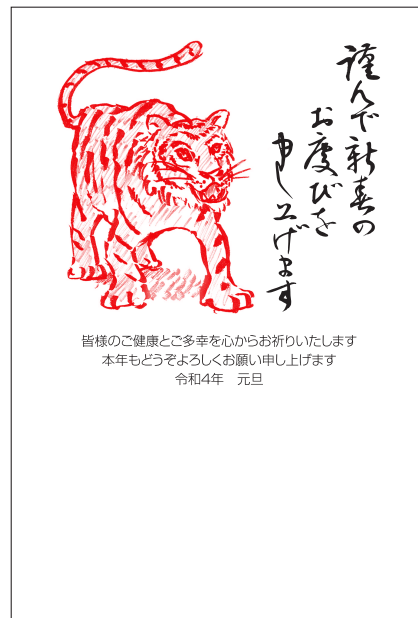 謹んで新春の
お慶びを
申し上げます
皆様のご健康とご多幸を心からお祈りいたします
本年もどうぞよろしくお願い申し上げます
令和4年　元旦